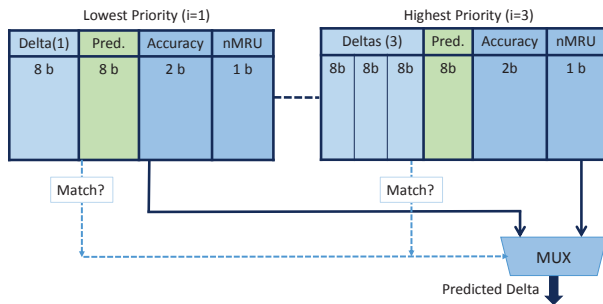 Lowest Priority (i=1)
Highest Priority (i=3)
Delta(1) Pred. Accuracy nMRU
8 b 8 b 2 b 1 b
Deltas (3) Pred. Accuracy nMRU
8b 8b 8b 8b 2b 1 b
Match?
Match?
MUX
Predicted Delta